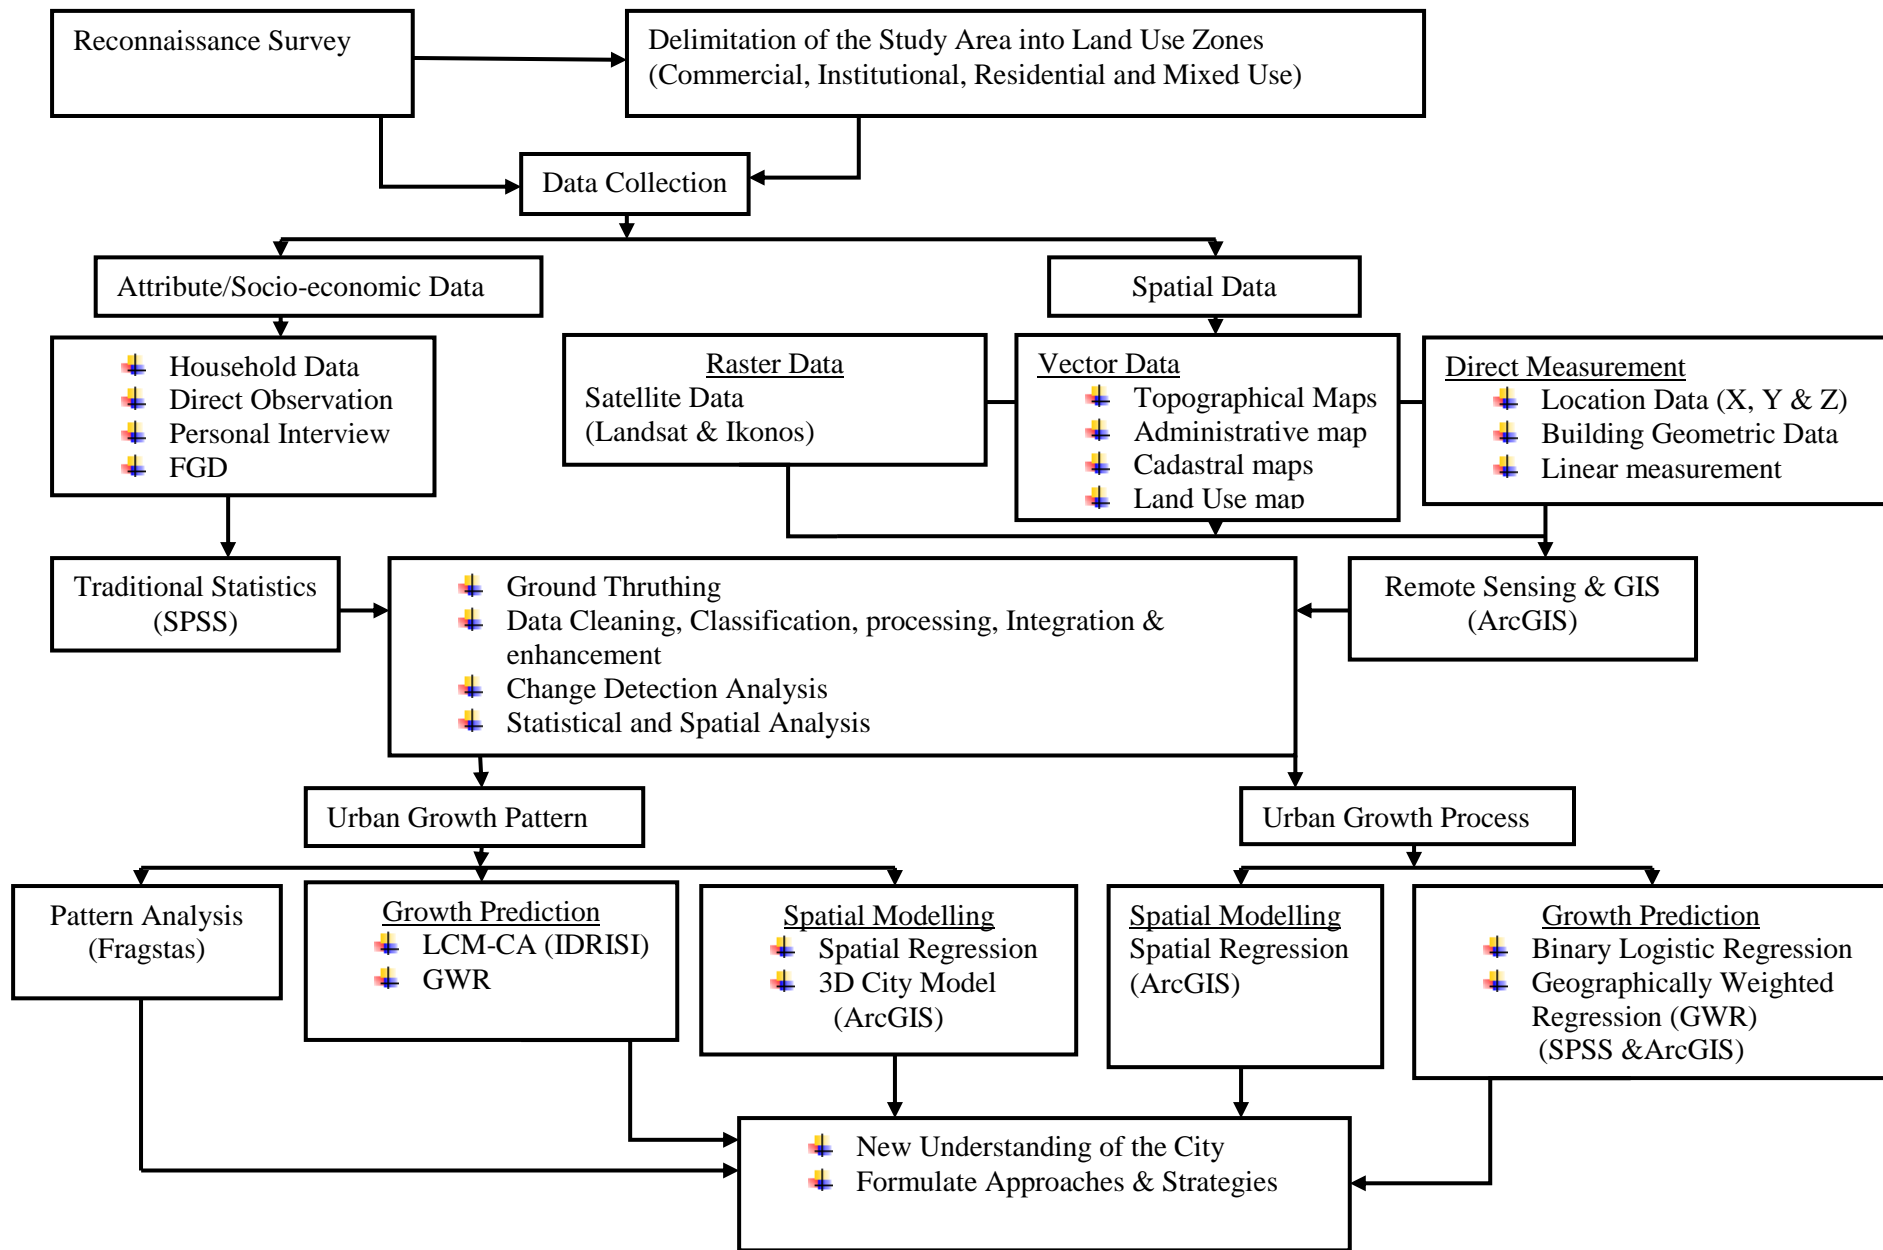 Reconnaissance Survey
Delimitation of the Study Area into Land Use Zones
(Commercial, Institutional, Residential and Mixed Use)
Data Collection
Attribute/Socio-economic Data
Spatial Data
Household Data
Direct Observation
Personal Interview
FGD
Raster Data
Satellite Data
(Landsat & Ikonos)
Vector Data
Topographical Maps
Administrative map
Cadastral maps
Land Use map
Direct Measurement
Location Data (X, Y & Z)
Building Geometric Data
Linear measurement
Traditional Statistics
(SPSS)
Ground Thruthing
Data Cleaning, Classification, processing, Integration &
enhancement
Change Detection Analysis
Statistical and Spatial Analysis
Remote Sensing & GIS
(ArcGIS)
Urban Growth Pattern
Urban Growth Process
Pattern Analysis
(Fragstas)
Growth Prediction
LCM-CA (IDRISI)
GWR
Spatial Modelling
Spatial Regression
3D City Model
(ArcGIS)
Spatial Modelling
Spatial Regression
(ArcGIS)
Growth Prediction
Binary Logistic Regression
Geographically Weighted
Regression (GWR)
(SPSS &ArcGIS)
New Understanding of the City
Formulate Approaches & Strategies